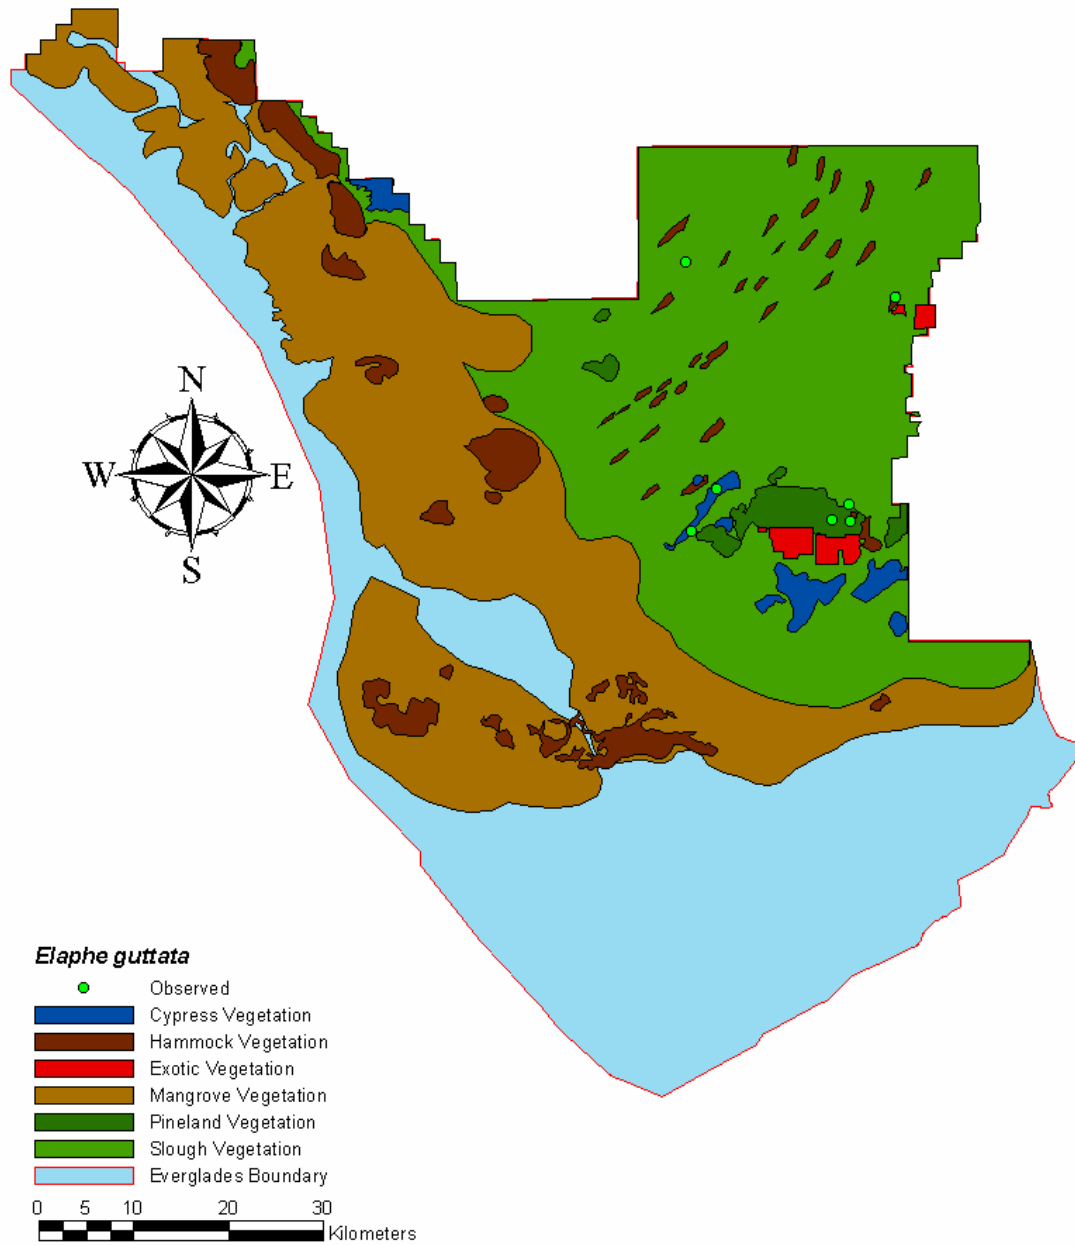 N
W E
S
Elaphe guttata
Observed
Cypress Vegetation
Hammock Vegetation
Exotic Vegetation
Mangrove Vegetation
Pineland Vegetation
Slough Vegetation
Everglades Boundary
0 5 10 20 30
Kilometers